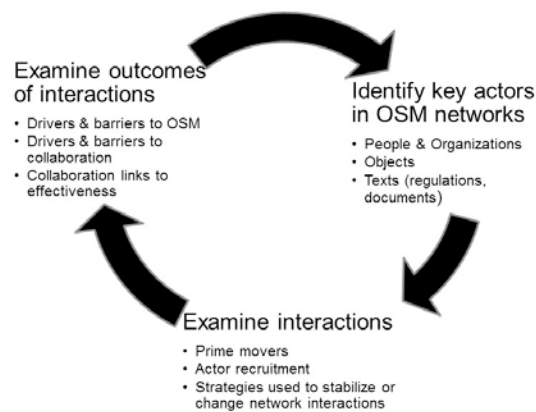 Examine outcomes
of interactions
• Drivers & barriers to OSM
• Drivers & barriers to
collaboration
• Collaboration links to
effectiveness
Identify key actors
in OSM networks
• People & Organizations
• Objects
• Texts (regulations,
documents)
Examine interactions
• Prime movers
• Actor recruitment
• Strategies used to stabilize or
change network interactions